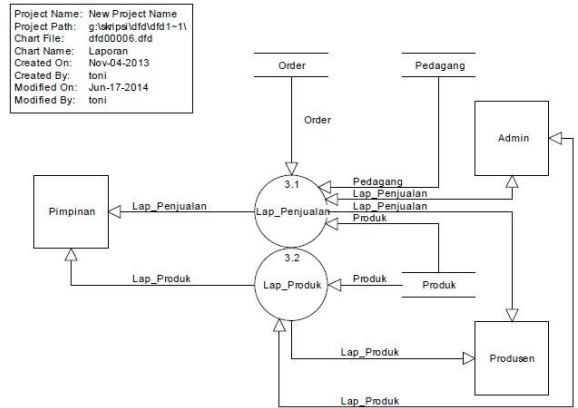 Project Name: New Project Name
Project Path: g:\skripsi\dfd\dfd1~1\
Chart File: dfd00006.dfd
Chart Name: Laporan
Created On: Nov-04-2013
Created By: toni
Modified On: Jun-17-2014
Modified By: toni
Order
Pedagang
Order
Admin
3.1
Pedagang
Lap_Penjualan
Pimpinan
Lap_Penjualan
Lap_Penjualan
Lap_Penjualan
Produk
3.2
Lap_Produk
Lap_Produk
Produk
Produk
Lap_Produk
Produsen
Lap_Produk